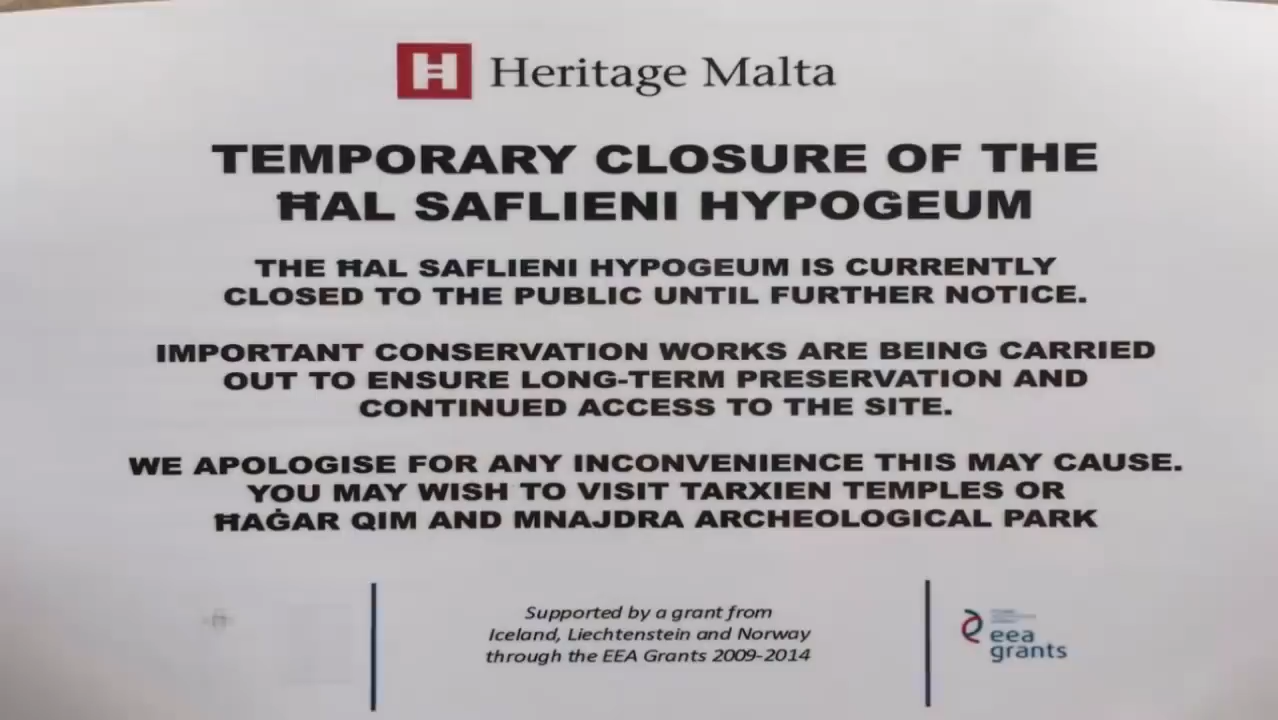 Heritage Malta
TEMPORARY CLOSURE OF THE
ĦAL SAFLIENI HYPOGEUM
THE ĦAL SAFLIENI HYPOGEUM IS CURRENTLY
CLOSED TO THE PUBLIC UNTIL FURTHER NOTICE.
IMPORTANT CONSERVATION WORKS ARE BEING CARRIED
OUT TO ENSURE LONG-TERM PRESERVATION AND
CONTINUED ACCESS TO THE SITE.
WE APOLOGISE FOR ANY INCONVENIENCE THIS MAY CAUSE.
YOU MAY WISH TO VISIT TARXIEN TEMPLES OR
ĦAĠAR QIM AND MNAJDRA ARCHEOLOGICAL PARK
Supported by a grant from
Iceland, Liechtenstein and Norway
through the EEA Grants 2009-2014
eea
grants